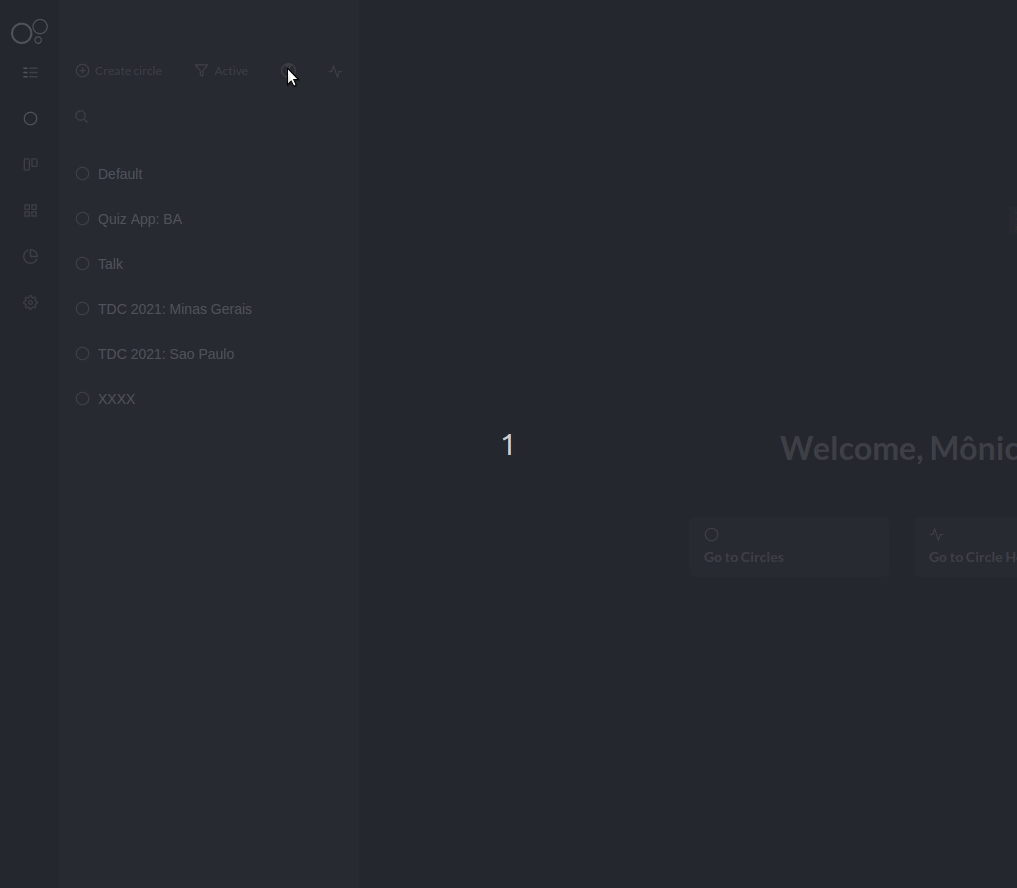 Create circle
Active
Default
Quiz App: BA
Talk
TDC 2021: Minas Gerais
TDC 2021: Sao Paulo
XXXX
1
Welcome, Mônic
Go to Circles
Go to Circle H